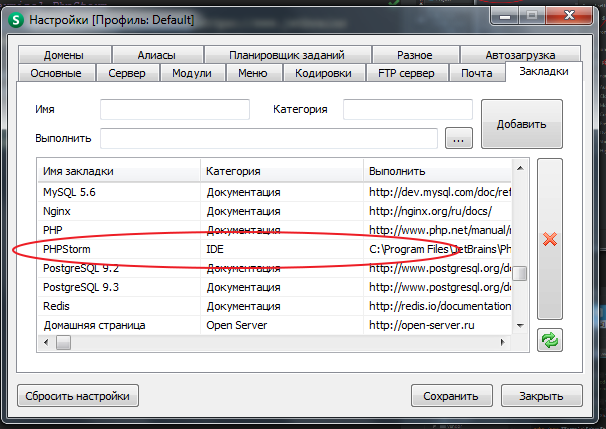 Настройки [Профиль: Default]
Домены Алиасы Планировщик заданий Разное Автозагрузка
Основные Сервер Модули Меню Кодировки FTP сервер Почта Закладки
Имя Категория Добавить
Выполнить ...
Имя закладки Категория Выполнить
MySQL 5.6 Документация http://dev.mysql.com/doc/ref
Nginx Документация http://nginx.org/ru/docs/
PHP Документация http://www.php.net/manual/r
PHPStorm IDE C:\Program Files\JetBrains\Ph
PostgreSQL 9.2 Документация http://www.postgresql.org/do
PostgreSQL 9.3 Документация http://www.postgresql.org/do
Redis Документация http://redis.io/documentation
Домашняя страница Open Server http://open-server.ru
Сбросить настройки Сохранить Закрыть